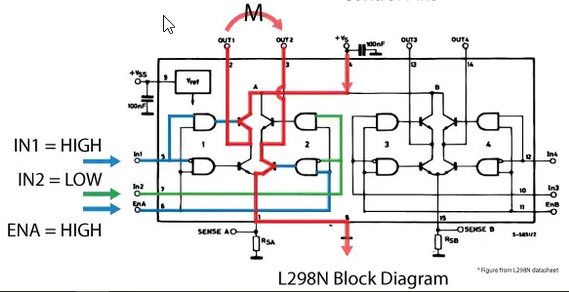 M
OUT1
OUT2
+Vs
100nF
OUT3
OUT4
2
3
4
13
14
+Vss
9
Vref
100nF
A
B
1
2
3
4
IN1 = HIGH
In1
5
12
In4
IN2 = LOW
In2
7
10
In3
EnA
6
11
EnB
ENA = HIGH
1
8
15
SENSE A
RSA
SENSE B
RSB
S-5851/2
L298N Block Diagram
* Figure from L298N datasheet